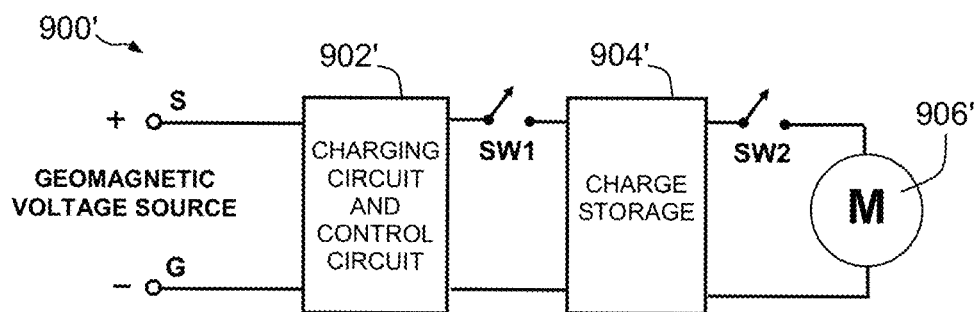 900'
902'
904'
906'
+ S
GEOMAGNETIC
VOLTAGE SOURCE
− G
CHARGING
CIRCUIT
AND
CONTROL
CIRCUIT
SW1
CHARGE
STORAGE
SW2
M